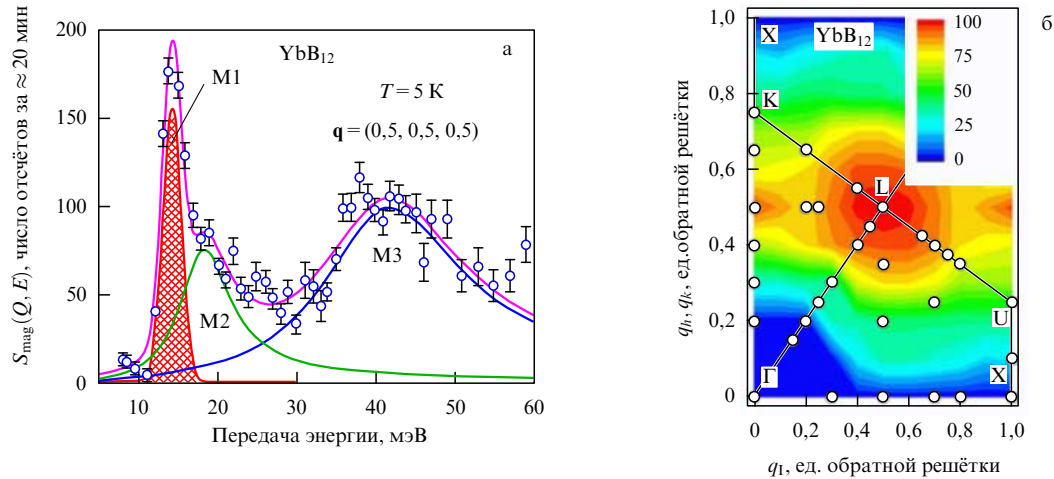 S_mag(Q, E), число отсчётов за ≈ 20 мин
200
150
100
50
0
а
YbB₁₂
M1
T = 5 К
q = (0,5, 0,5, 0,5)
M2
M3
10
20
30
40
50
60
Передача энергии, мэВ
б
q_h, q_k, ед.обратной решётки
1,0
0,8
0,6
0,4
0,2
0
X
YbB₁₂
100
75
50
25
0
K
L
U
Γ
X
0
0,2
0,4
0,6
0,8
1,0
q_I, ед. обратной решётки